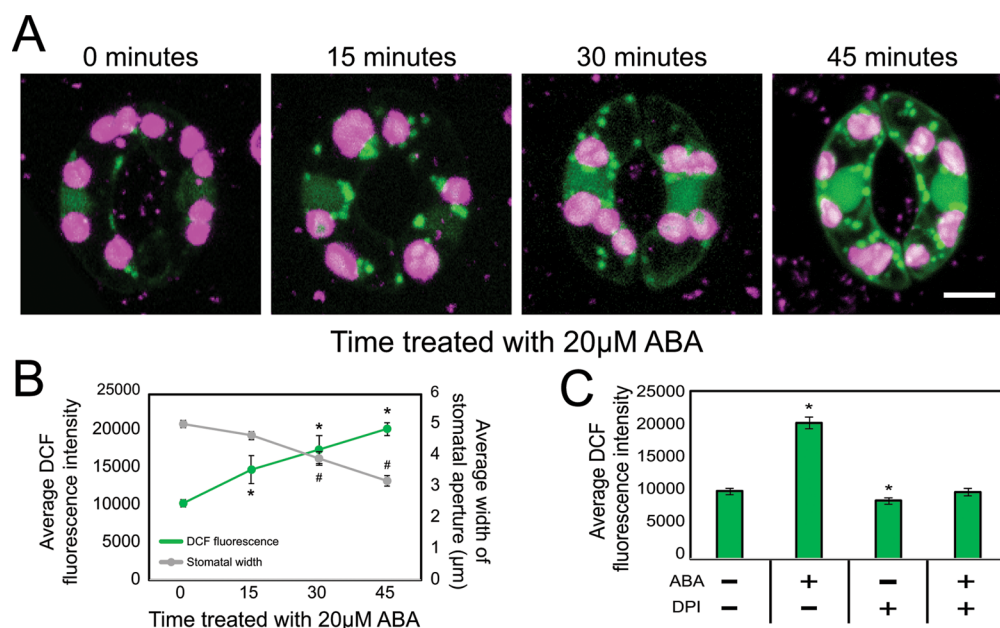 A
0 minutes
15 minutes
30 minutes
45 minutes
Time treated with 20µM ABA
B
Average DCF
fluorescence intensity
25000
20000
15000
10000
5000
0
*
*
*
#
#
DCF fluorescence
Stomatal width
0
15
30
45
Time treated with 20µM ABA
6
5
4
3
2
1
0
Average width of
stomatal aperture (µm)
C
Average DCF
fluorescence intensity
25000
20000
15000
10000
5000
0
*
*
ABA − + − +
DPI − − + +